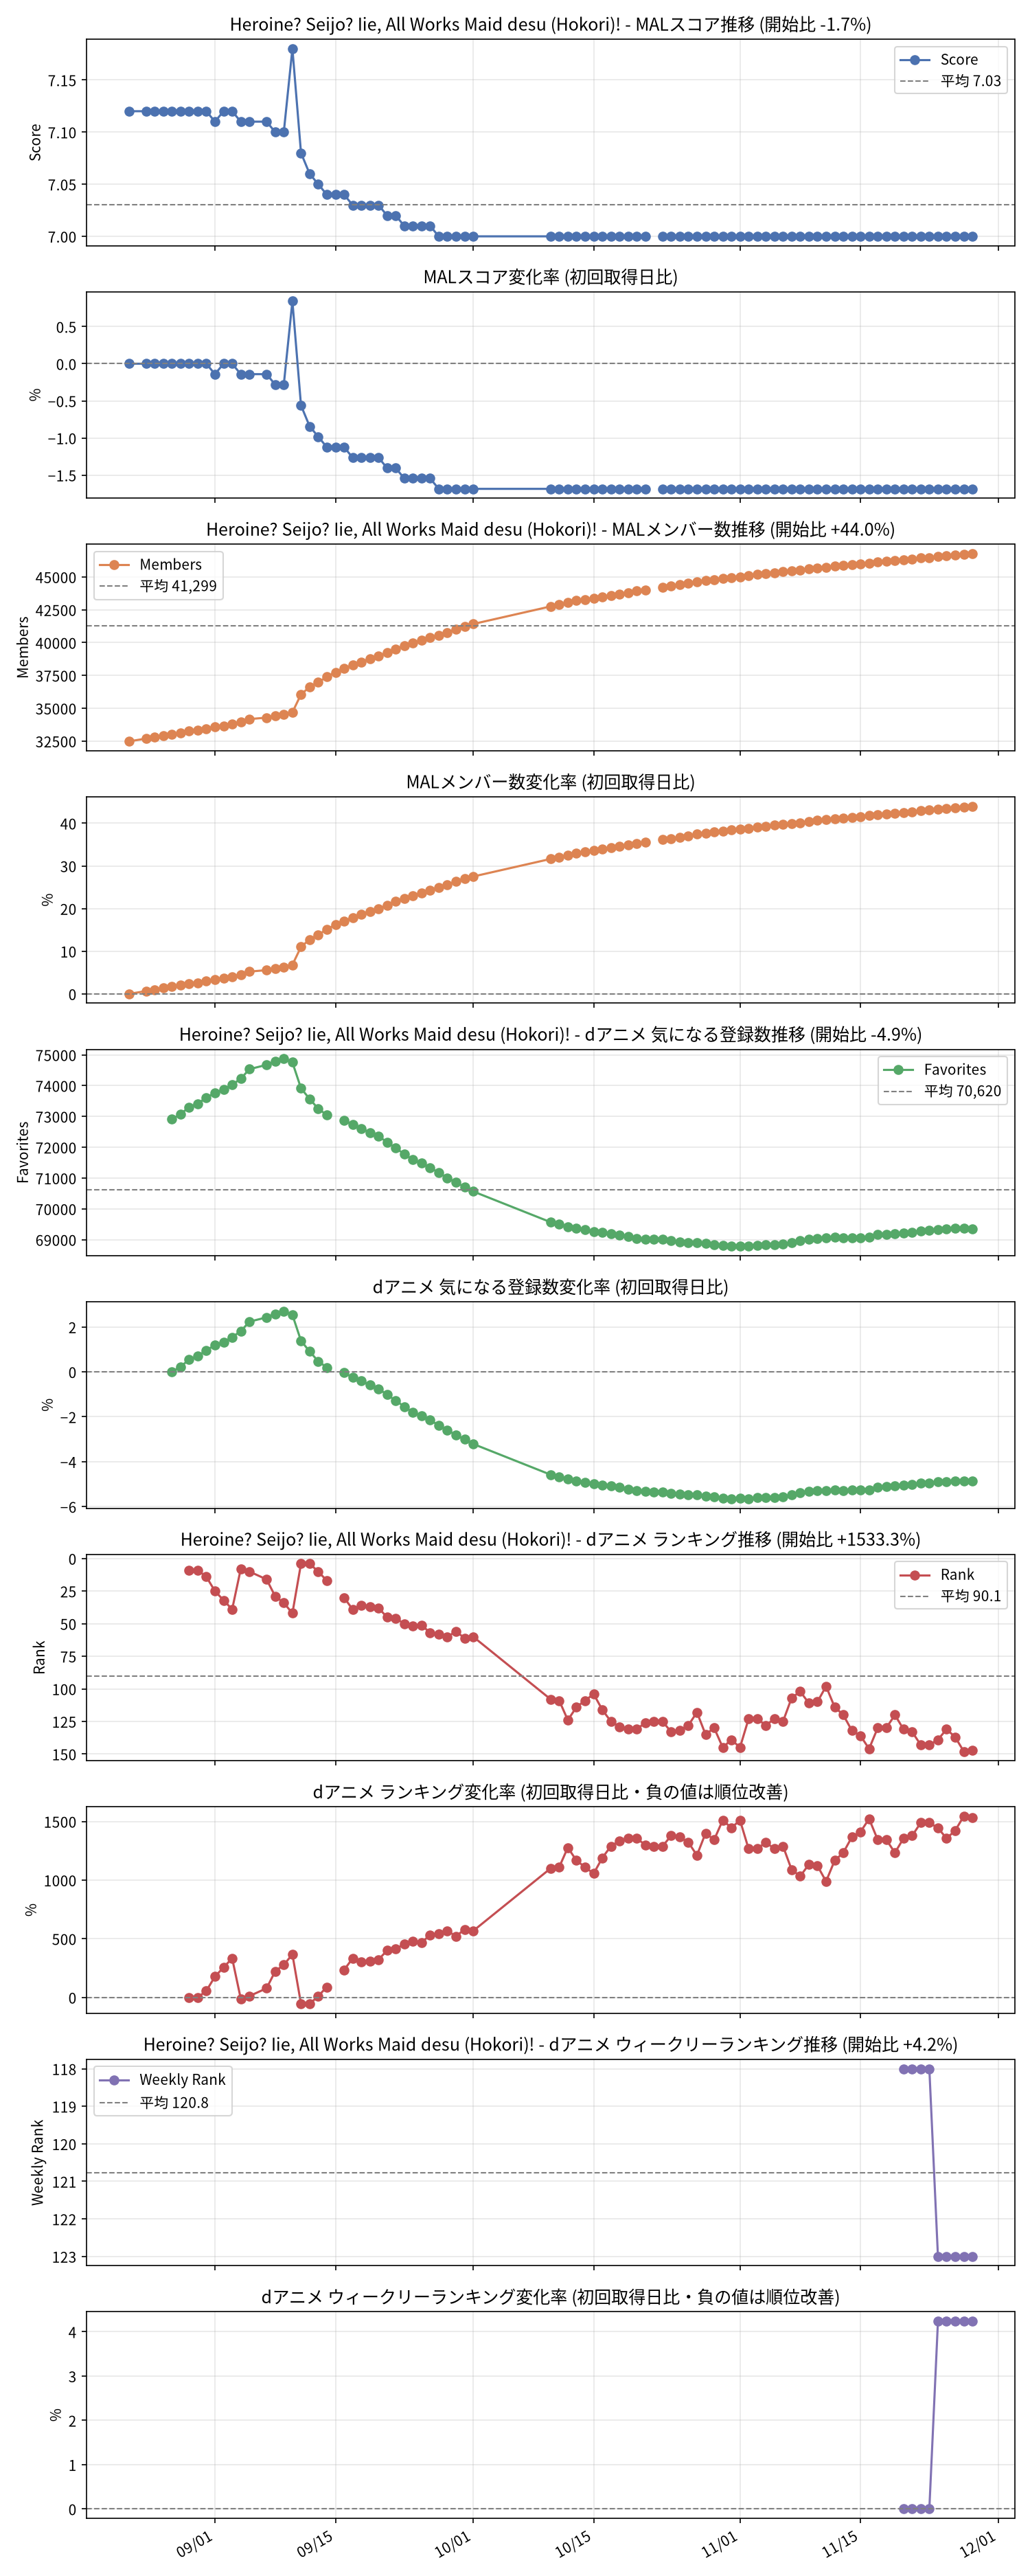 Heroine? Seijo? Iie, All Works Maid desu (Hokori)! - MALスコア推移 (開始比 -1.7%)
Score
平均 7.03
Score
7.15
7.10
7.05
7.00
MALスコア変化率 (初回取得日比)
%
0.5
0.0
−0.5
−1.0
−1.5
Heroine? Seijo? Iie, All Works Maid desu (Hokori)! - MALメンバー数推移 (開始比 +44.0%)
Members
平均 41,299
Members
45000
42500
40000
37500
35000
32500
MALメンバー数変化率 (初回取得日比)
%
40
30
20
10
0
Heroine? Seijo? Iie, All Works Maid desu (Hokori)! - dアニメ 気になる登録数推移 (開始比 -4.9%)
Favorites
平均 70,620
Favorites
75000
74000
73000
72000
71000
70000
69000
dアニメ 気になる登録数変化率 (初回取得日比)
%
2
0
−2
−4
−6
Heroine? Seijo? Iie, All Works Maid desu (Hokori)! - dアニメ ランキング推移 (開始比 +1533.3%)
Rank
平均 90.1
Rank
0
25
50
75
100
125
150
dアニメ ランキング変化率 (初回取得日比・負の値は順位改善)
%
1500
1000
500
0
Heroine? Seijo? Iie, All Works Maid desu (Hokori)! - dアニメ ウィークリーランキング推移 (開始比 +4.2%)
Weekly Rank
平均 120.8
Weekly Rank
118
119
120
121
122
123
dアニメ ウィークリーランキング変化率 (初回取得日比・負の値は順位改善)
%
4
3
2
1
0
09/01
09/15
10/01
10/15
11/01
11/15
12/01